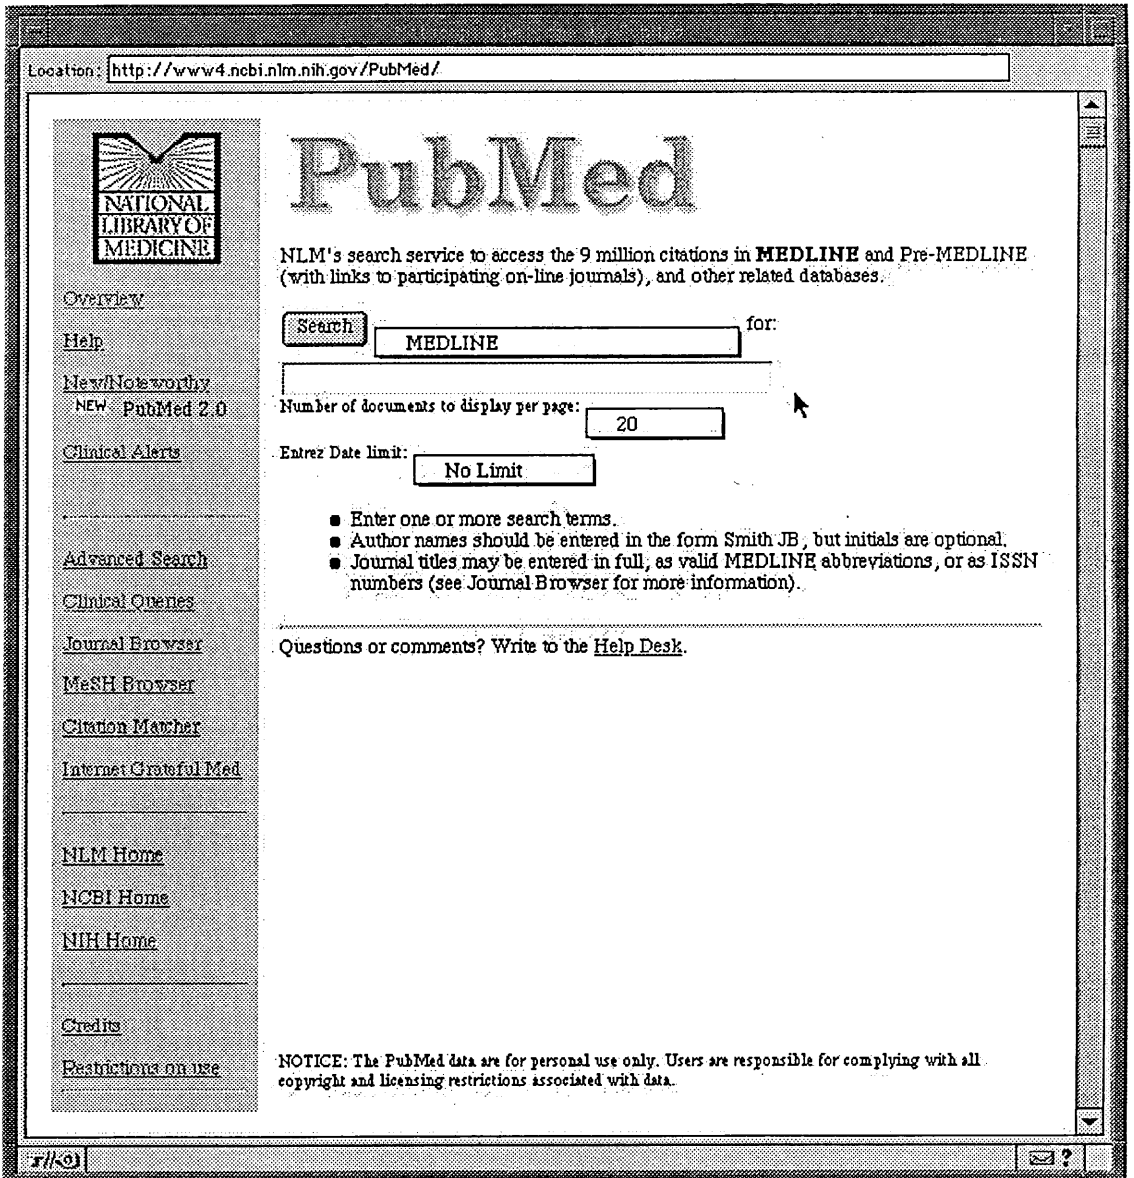 Location: http://www4.ncbi.nlm.nih.gov/PubMed/
NATIONAL
LIBRARY OF
MEDICINE
Overview
Help
New/Noteworthy
NEW PubMed 2.0
Clinical Alerts
Advanced Search
Clinical Queries
Journal Browser
MeSH Browser
Citation Matcher
Internet Grateful Med
NLM Home
NCBI Home
NIH Home
Credits
Restrictions on use
PubMed
NLM's search service to access the 9 million citations in MEDLINE and Pre-MEDLINE
(with links to participating on-line journals), and other related databases.
Search MEDLINE for:
Number of documents to display per page: 20
Entrez Date limit: No Limit
Enter one or more search terms.
Author names should be entered in the form Smith JB, but initials are optional.
Journal titles may be entered in full, as valid MEDLINE abbreviations, or as ISSN
numbers (see Journal Browser for more information).
Questions or comments? Write to the Help Desk.
NOTICE: The PubMed data are for personal use only. Users are responsible for complying with all
copyright and licensing restrictions associated with data.
?